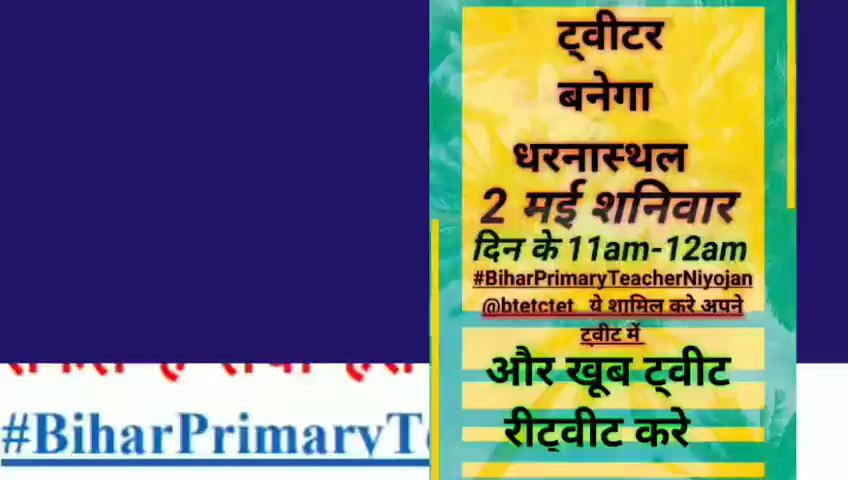 ट्वीटर
बनेगा
धरनास्थल
2 मई शनिवार
दिन के 11am-12am
#BiharPrimaryTeacherNiyojan
@btetctet ये शामिल करे अपने
ट्वीट में
और खूब ट्वीट
रीट्वीट करे
#BiharPrimaryT